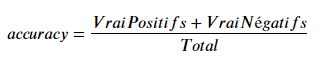 accuracy = VraiPositifs + VraiNégatifs / Total